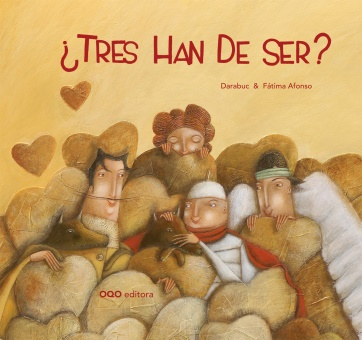 ¿TRES HAN DE SER?
Darabuc & Fátima Afonso
OQO editora